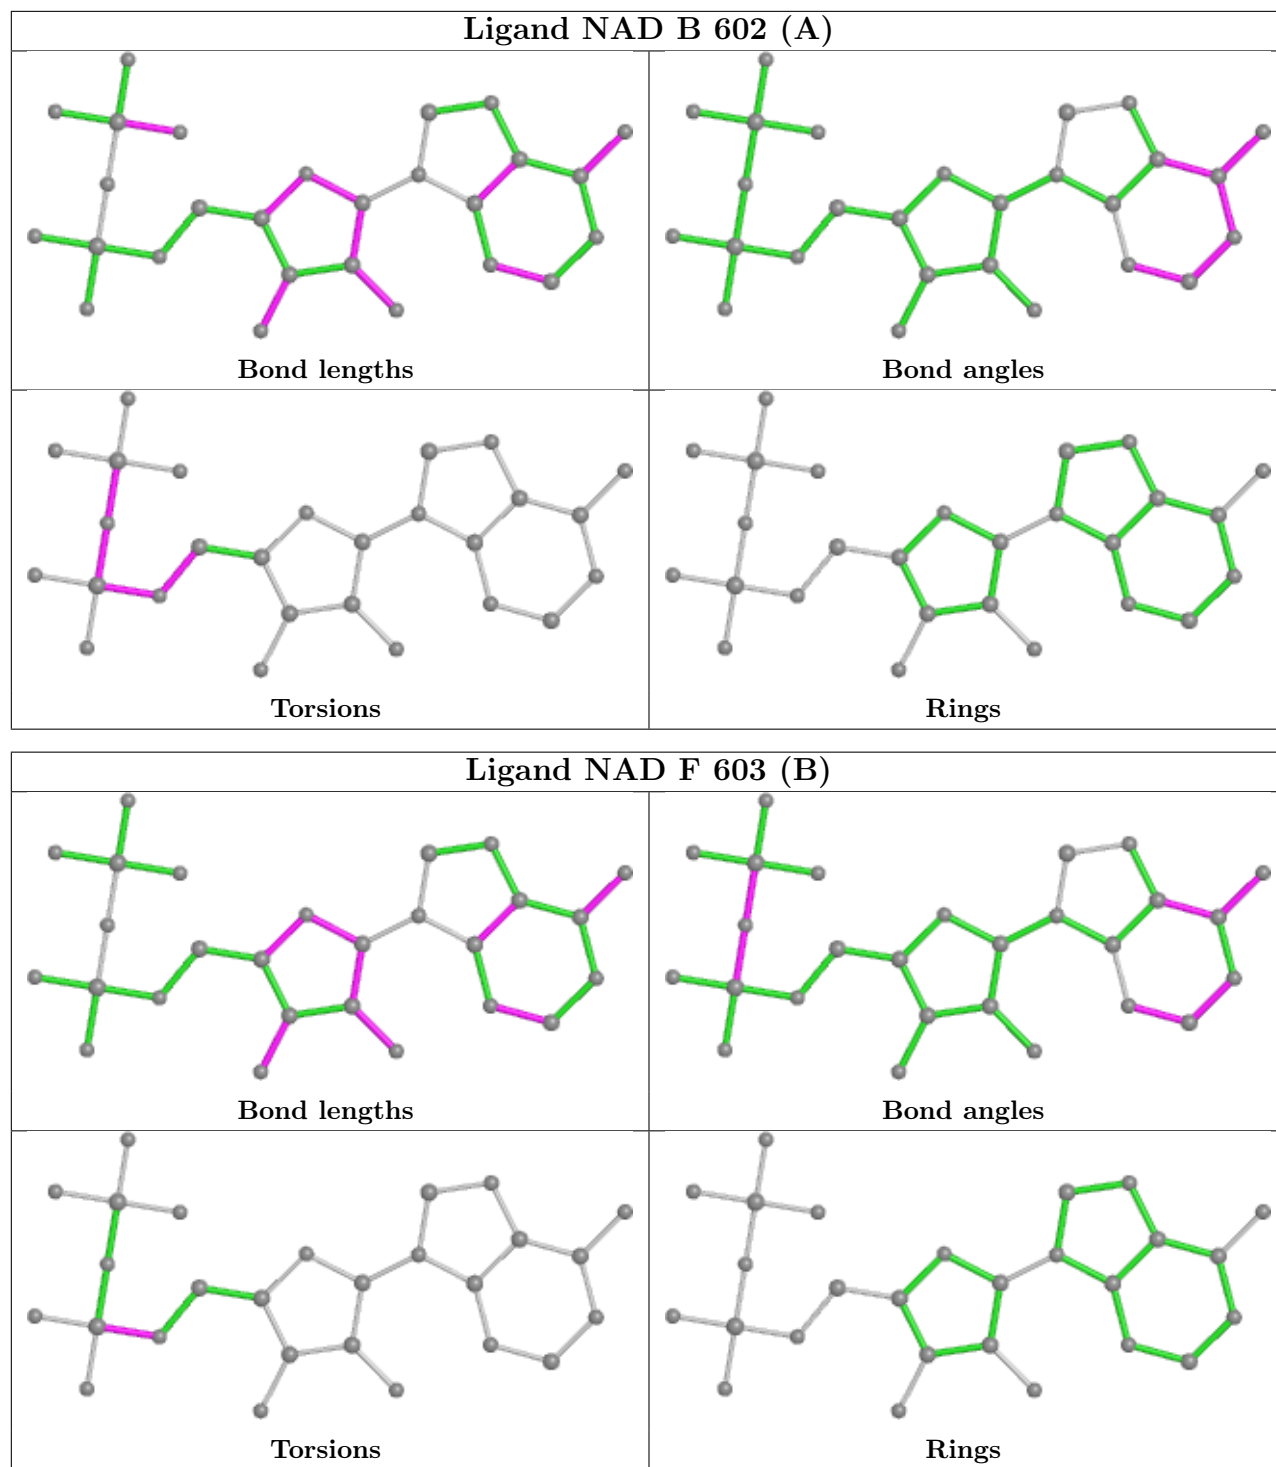 Ligand NAD B 602 (A)
Bond lengths
Bond angles
Torsions
Rings
Ligand NAD F 603 (B)
Bond lengths
Bond angles
Torsions
Rings